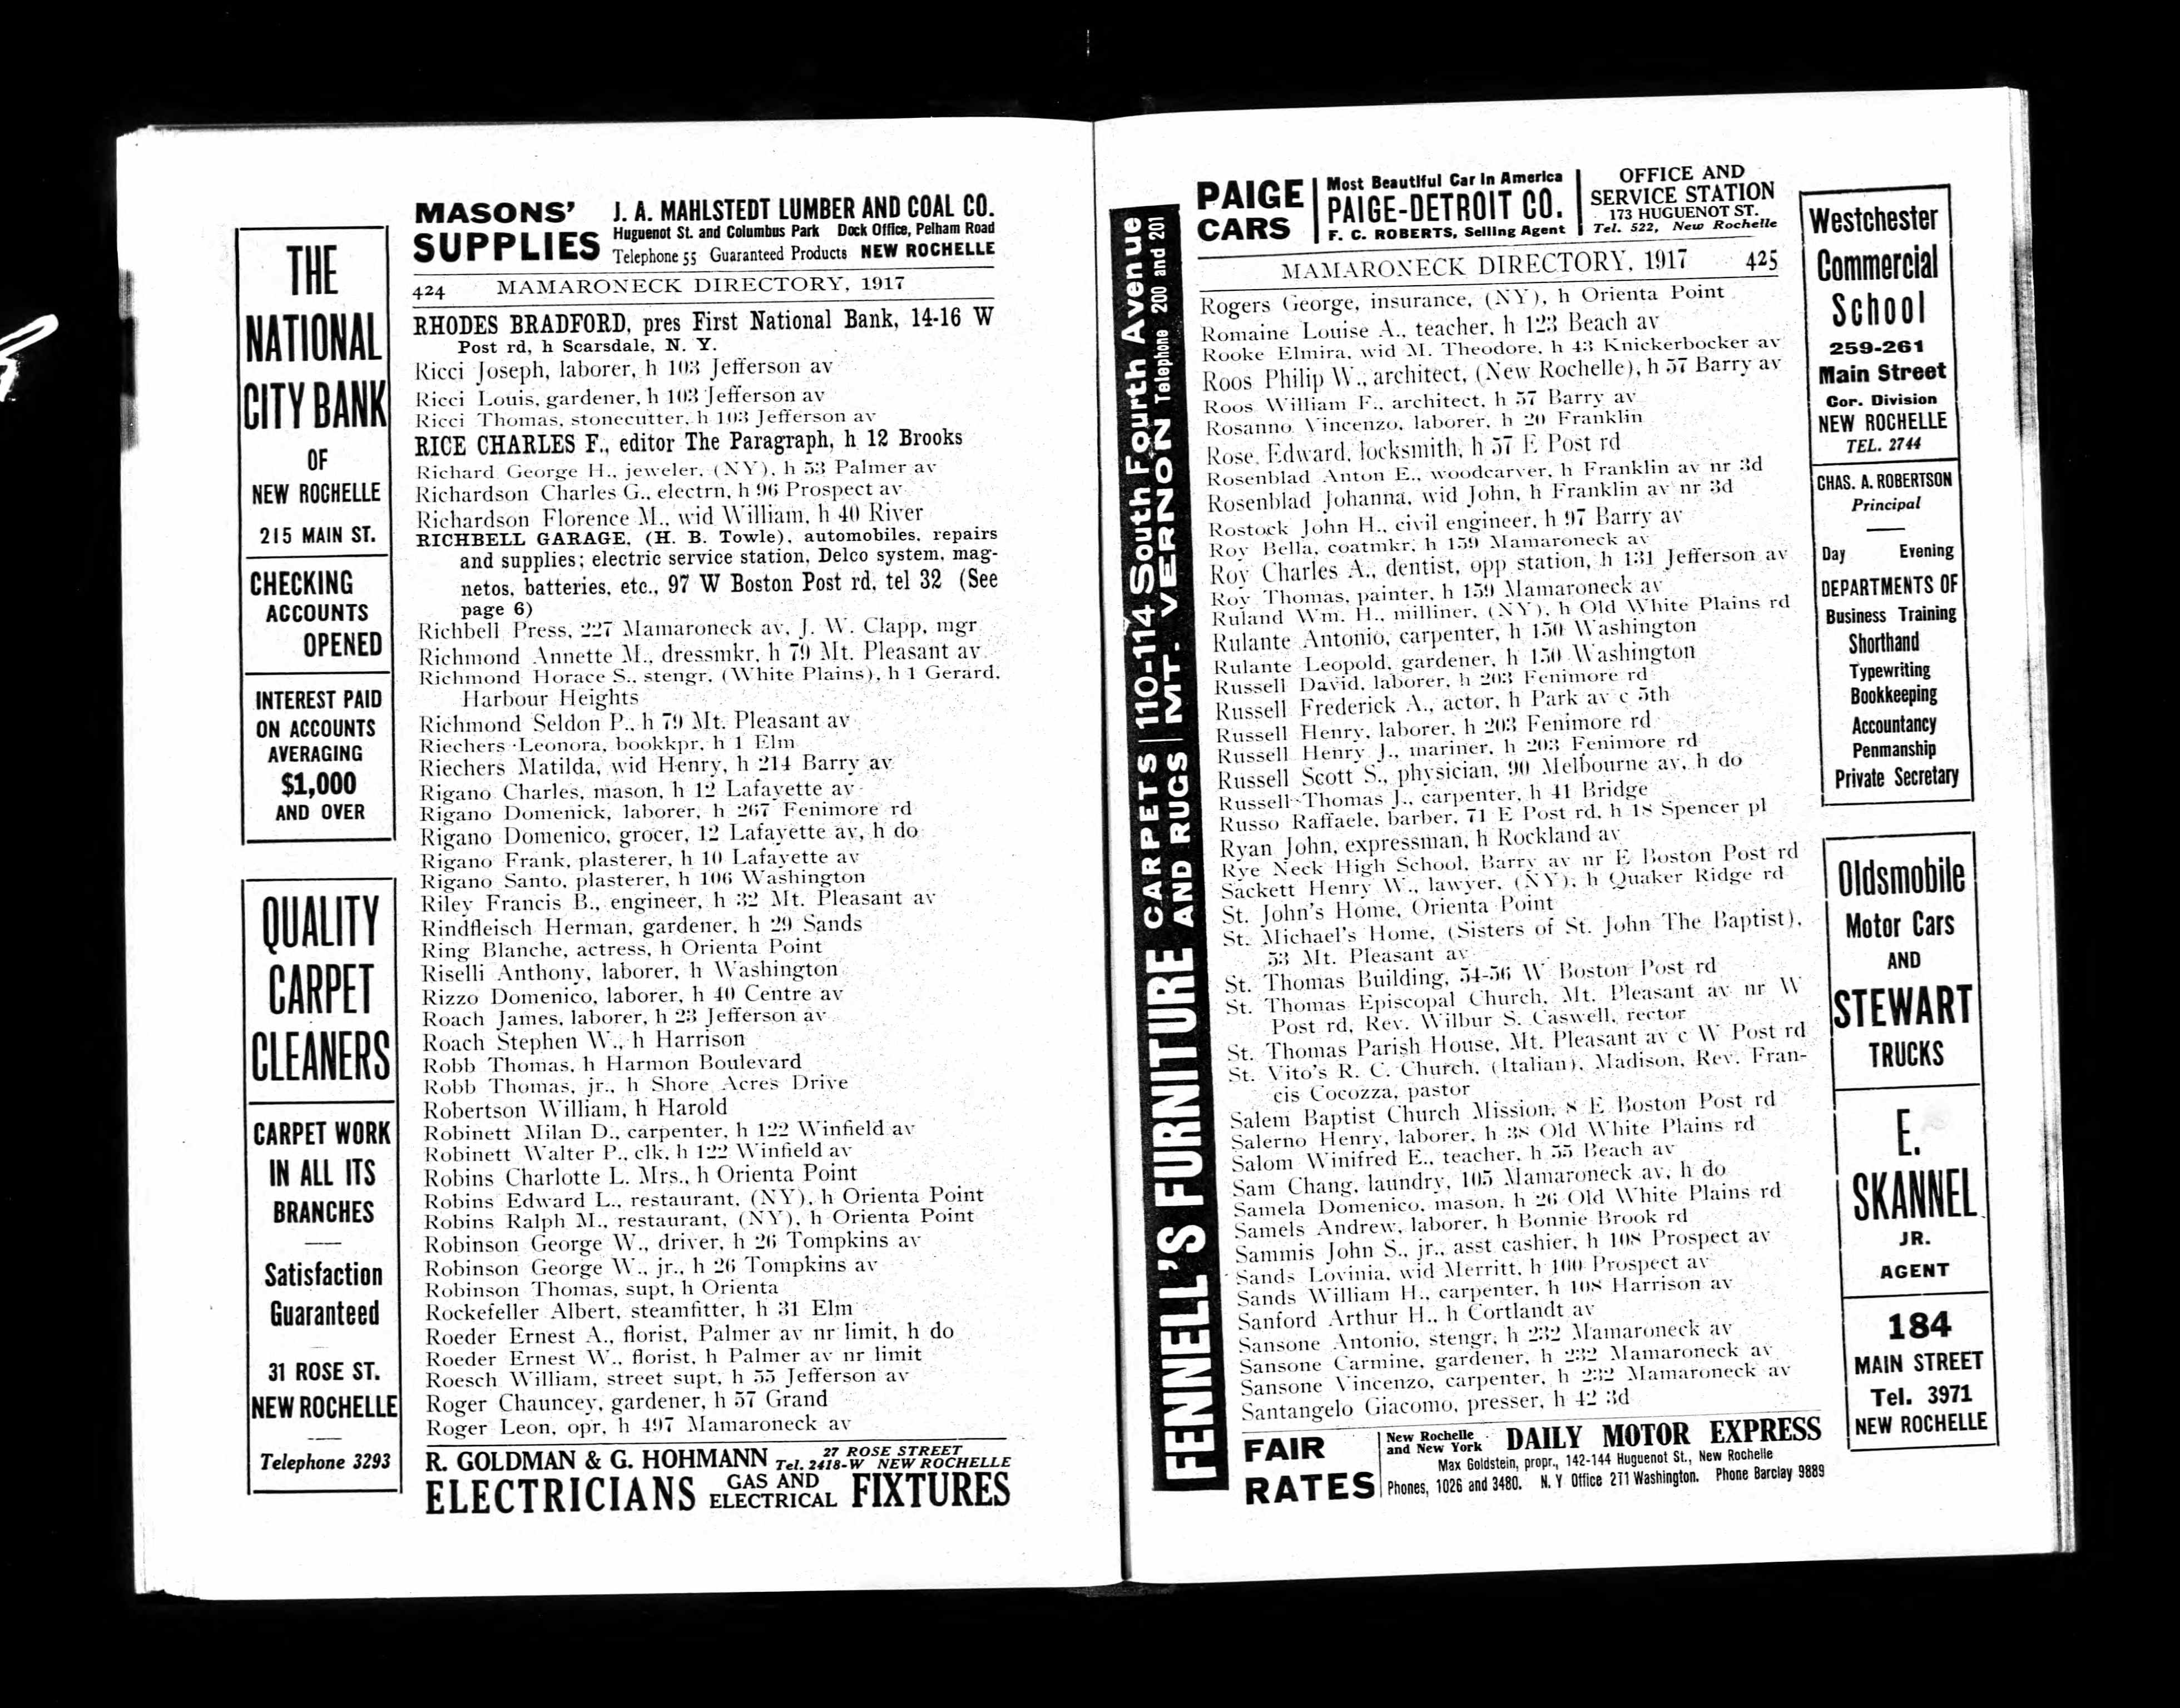 MASONS' SUPPLIES
J. A. MAHLSTEDT LUMBER AND COAL CO.
Huguenot St. and Columbus Park Dock Office, Pelham Road
Telephone 55 Guaranteed Products NEW ROCHELLE
424 MAMARONECK DIRECTORY, 1917
THE
NATIONAL
CITY BANK
OF
NEW ROCHELLE
215 MAIN ST.
CHECKING
ACCOUNTS
OPENED
INTEREST PAID
ON ACCOUNTS
AVERAGING
$1,000
AND OVER
QUALITY
CARPET
CLEANERS
CARPET WORK
IN ALL ITS
BRANCHES
Satisfaction
Guaranteed
31 ROSE ST.
NEW ROCHELLE
Telephone 3293
RHODES BRADFORD, pres First National Bank, 14-16 W
Post rd, h Scarsdale, N. Y.
Ricci Joseph, laborer, h 103 Jefferson av
Ricci Louis, gardener, h 103 Jefferson av
Ricci Thomas, stonecutter, h 103 Jefferson av
RICE CHARLES F., editor The Paragraph, h 12 Brooks
Richard George H., jeweler, (NY), h 53 Palmer av
Richardson Charles G., electrn, h 96 Prospect av
Richardson Florence M., wid William, h 40 River
RICHBELL GARAGE, (H. B. Towle), automobiles, repairs
and supplies; electric service station, Delco system, mag-
netos, batteries, etc., 97 W Boston Post rd, tel 32 (See
page 6)
Richbell Press, 227 Mamaroneck av, J. W. Clapp, mgr
Richmond Annette M., dressmkr, h 79 Mt. Pleasant av
Richmond Horace S., stengr, (White Plains), h 1 Gerard,
Harbour Heights
Richmond Seldon P., h 79 Mt. Pleasant av
Riechers Leonora, bookkpr, h 1 Elm
Riechers Matilda, wid Henry, h 214 Barry av
Rigano Charles, mason, h 12 Lafayette av
Rigano Domenick, laborer, h 267 Fenimore rd
Rigano Domenico, grocer, 12 Lafayette av, h do
Rigano Frank, plasterer, h 10 Lafayette av
Rigano Santo, plasterer, h 106 Washington
Riley Francis B., engineer, h 32 Mt. Pleasant av
Rindfleisch Herman, gardener, h 29 Sands
Ring Blanche, actress, h Orienta Point
Riselli Anthony, laborer, h Washington
Rizzo Domenico, laborer, h 40 Centre av
Roach James, laborer, h 23 Jefferson av
Roach Stephen W., h Harrison
Robb Thomas, h Harmon Boulevard
Robb Thomas, jr., h Shore Acres Drive
Robertson William, h Harold
Robinett Milan D., carpenter, h 122 Winfield av
Robinett Walter P., clk, h 122 Winfield av
Robins Charlotte L. Mrs., h Orienta Point
Robins Edward L., restaurant, (NY), h Orienta Point
Robins Ralph M., restaurant, (NY), h Orienta Point
Robinson George W., driver, h 26 Tompkins av
Robinson George W., jr., h 26 Tompkins av
Robinson Thomas, supt, h Orienta
Rockefeller Albert, steamfitter, h 31 Elm
Roeder Ernest A., florist, Palmer av nr limit, h do
Roeder Ernest W., florist, h Palmer av nr limit
Roesch William, street supt, h 55 Jefferson av
Roger Chauncey, gardener, h 57 Grand
Roger Leon, opr, h 497 Mamaroneck av
R. GOLDMAN & G. HOHMANN 27 ROSE STREET
Tel. 2418-W NEW ROCHELLE
ELECTRICIANS GAS AND ELECTRICAL FIXTURES
FENNELL'S FURNITURE CARPETS AND RUGS 110-114 South Fourth Avenue MT. VERNON Telephone 200 and 201
PAIGE CARS
Most Beautiful Car in America
PAIGE-DETROIT CO.
F. C. ROBERTS, Selling Agent
OFFICE AND
SERVICE STATION
173 HUGUENOT ST.
Tel. 522, New Rochelle
MAMARONECK DIRECTORY, 1917 425
Rogers George, insurance, (NY), h Orienta Point
Romaine Louise A., teacher, h 123 Beach av
Rooke Elmira, wid M. Theodore, h 43 Knickerbocker av
Roos Philip W., architect, (New Rochelle), h 57 Barry av
Roos William F., architect, h 57 Barry av
Rosanno Vincenzo, laborer, h 20 Franklin
Rose Edward, locksmith, h 57 E Post rd
Rosenblad Anton E., woodcarver, h Franklin av nr 3d
Rosenblad Johanna, wid John, h Franklin av nr 3d
Rostock John H., civil engineer, h 97 Barry av
Roy Bella, coatmkr, h 159 Mamaroneck av
Roy Charles A., dentist, opp station, h 131 Jefferson av
Roy Thomas, painter, h 159 Mamaroneck av
Ruland Wm. H., milliner, (NY), h Old White Plains rd
Rulante Antonio, carpenter, h 150 Washington
Rulante Leopold, gardener, h 150 Washington
Russell David, laborer, h 203 Fenimore rd
Russell Frederick A., actor, h Park av c 5th
Russell Henry, laborer, h 203 Fenimore rd
Russell Henry J., mariner, h 203 Fenimore rd
Russell Scott S., physician, 90 Melbourne av, h do
Russell Thomas J., carpenter, h 41 Bridge
Russo Raffaele, barber, 71 E Post rd, h 18 Spencer pl
Ryan John, expressman, h Rockland av
Rye Neck High School, Barry av nr E Boston Post rd
Sackett Henry W., lawyer, (NY), h Quaker Ridge rd
St. John's Home, Orienta Point
St. Michael's Home, (Sisters of St. John The Baptist),
53 Mt. Pleasant av
St. Thomas Building, 54-56 W Boston Post rd
St. Thomas Episcopal Church, Mt. Pleasant av nr W
Post rd, Rev. Wilbur S. Caswell, rector
St. Thomas Parish House, Mt. Pleasant av c W Post rd
St. Vito's R. C. Church, (Italian), Madison, Rev. Fran-
cis Cocozza, pastor
Salem Baptist Church Mission, 8 E Boston Post rd
Salerno Henry, laborer, h 38 Old White Plains rd
Salom Winifred E., teacher, h 55 Beach av
Sam Chang, laundry, 105 Mamaroneck av, h do
Samela Domenico, mason, h 26 Old White Plains rd
Samels Andrew, laborer, h Bonnie Brook rd
Sammis John S., jr., asst cashier, h 108 Prospect av
Sands Lovinia, wid Merritt, h 100 Prospect av
Sands William H., carpenter, h 108 Harrison av
Sanford Arthur H., h Cortlandt av
Sansone Antonio, stengr, h 232 Mamaroneck av
Sansone Carmine, gardener, h 232 Mamaroneck av
Sansone Vincenzo, carpenter, h 232 Mamaroneck av
Santangelo Giacomo, presser, h 42 3d
FAIR RATES
New Rochelle and New York DAILY MOTOR EXPRESS
Max Goldstein, propr., 142-144 Huguenot St., New Rochelle
Phones, 1026 and 3480. N. Y Office 271 Washington. Phone Barclay 9889
Westchester
Commercial
School
259-261
Main Street
Cor. Division
NEW ROCHELLE
TEL. 2744
CHAS. A. ROBERTSON
Principal
Day Evening
DEPARTMENTS OF
Business Training
Shorthand
Typewriting
Bookkeeping
Accountancy
Penmanship
Private Secretary
Oldsmobile
Motor Cars
AND
STEWART
TRUCKS
E.
SKANNEL
JR.
AGENT
184
MAIN STREET
Tel. 3971
NEW ROCHELLE